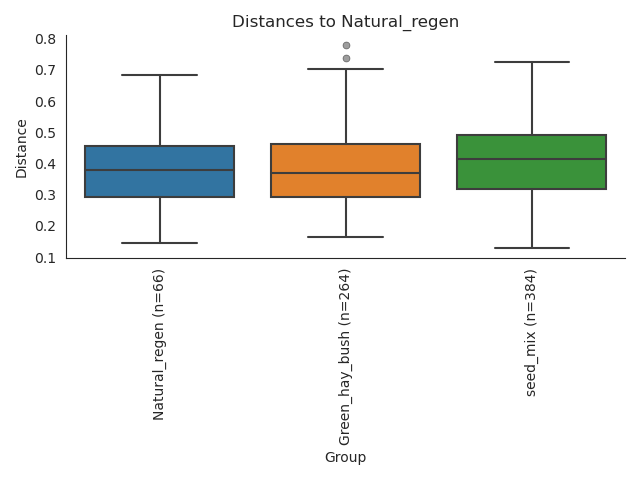 Distances to Natural_regen
Distance
0.8
0.7
0.6
0.5
0.4
0.3
0.2
0.1
Natural_regen (n=66)
Green_hay_bush (n=264)
seed_mix (n=384)
Group